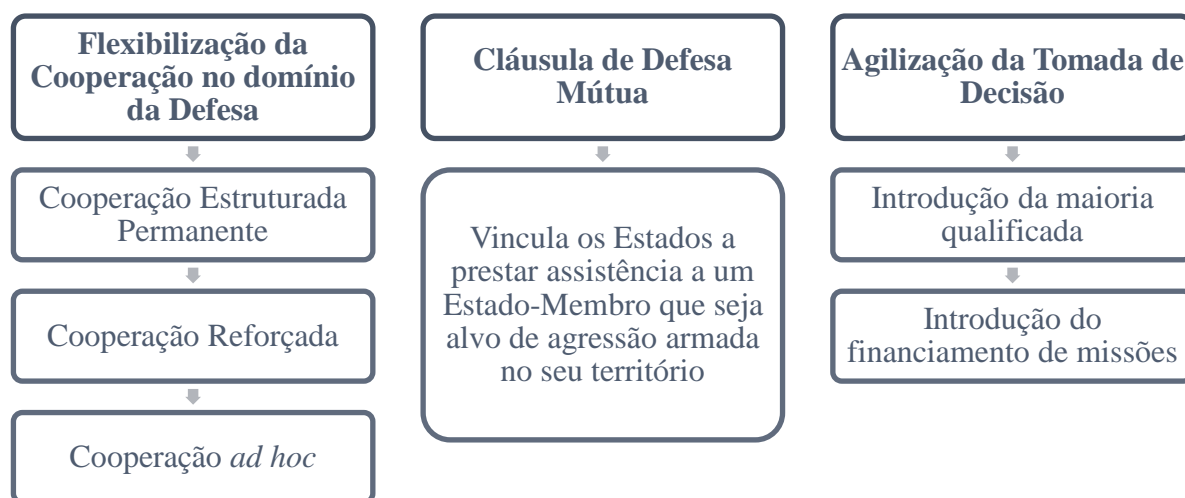 Flexibilização da
Cooperação no domínio
da Defesa
Cooperação Estruturada
Permanente
Cooperação Reforçada
Cooperação ad hoc
Cláusula de Defesa
Mútua
Vincula os Estados a
prestar assistência a um
Estado-Membro que seja
alvo de agressão armada
no seu território
Agilização da Tomada de
Decisão
Introdução da maioria
qualificada
Introdução do
financiamento de missões